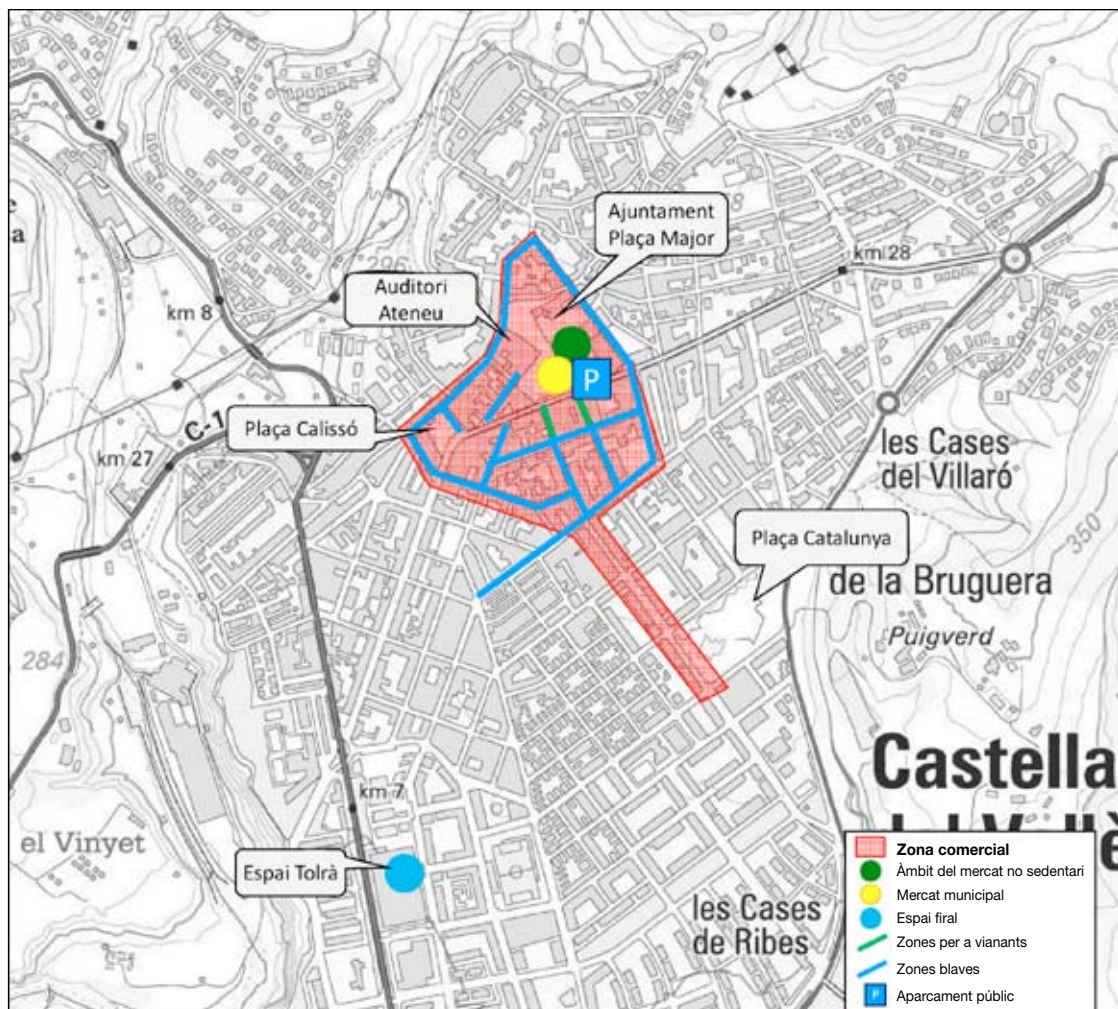 Ajuntament
Plaça Major
km 28
296
Auditori
Ateneu
km 8
a
Plaça Calissó
C-1
km 27
les Cases
del Villaró
Plaça Catalunya
350
de la Bruguera
Puigverd
284
Castella
km 7
el Vinyet
Espai Tolrà
les Cases
de Ribes
Zona comercial
Àmbit del mercat no sedentari
Mercat municipal
Espai firal
Zones per a vianants
Zones blaves
P
Aparcament públic
P